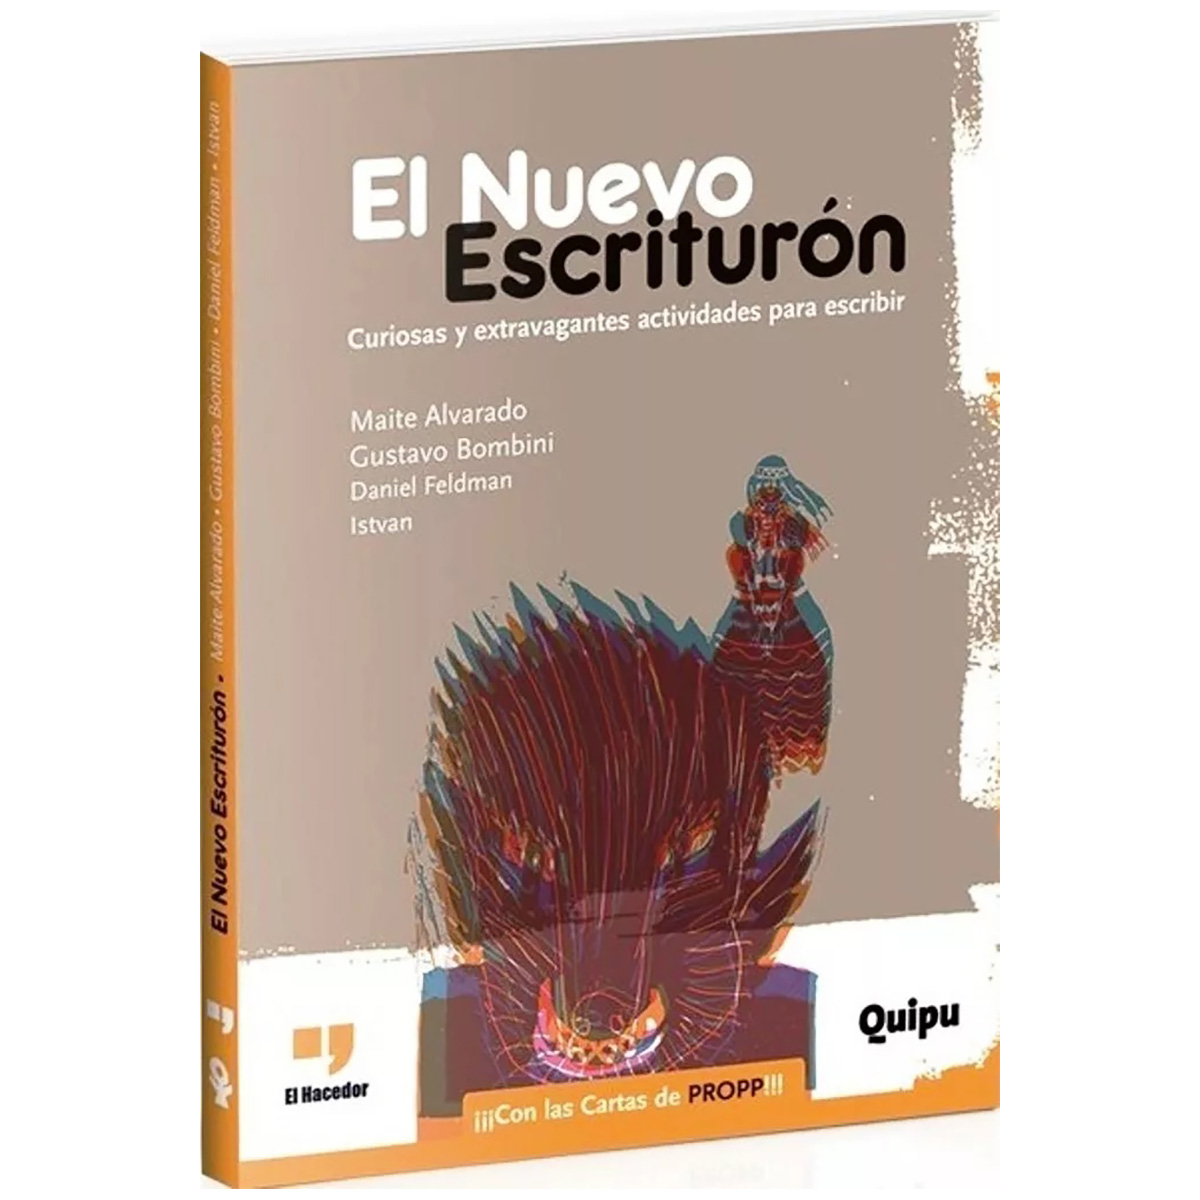 El Nuevo
Escriturón
Curiosas y extravagantes actividades para escribir
Maite Alvarado
Gustavo Bombini
Daniel Feldman
Istvan
El Nuevo Escriturón • Maite Alvarado • Gustavo Bombini • Daniel Feldman • Istvan
El Hacedor
Quipu
¡¡¡Con las Cartas de PROPP!!!